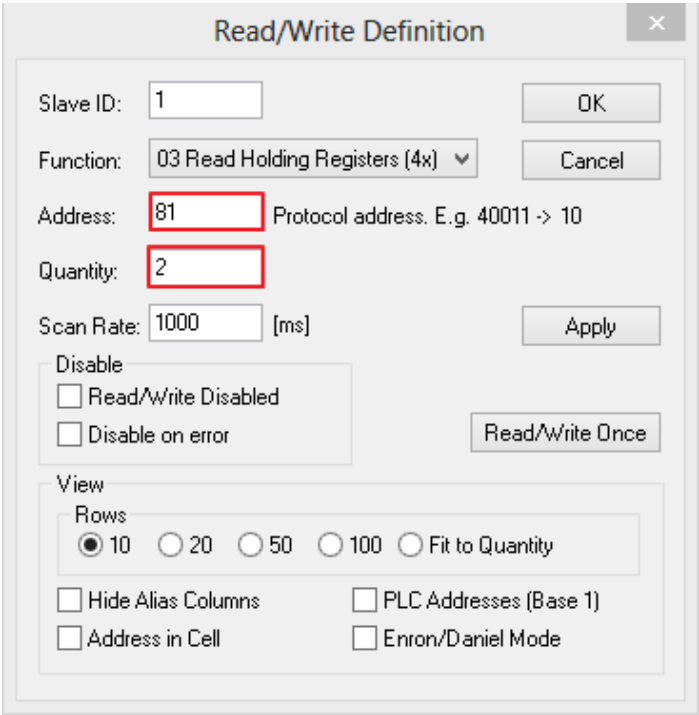 Read/Write Definition
Slave ID: 1 OK
Function: 03 Read Holding Registers (4x) Cancel
Address: 81 Protocol address. E.g. 40011 -> 10
Quantity: 2
Scan Rate: 1000 [ms] Apply
Disable
Read/Write Disabled
Disable on error
Read/Write Once
View
Rows
10 20 50 100 Fit to Quantity
Hide Alias Columns PLC Addresses (Base 1)
Address in Cell Enron/Daniel Mode